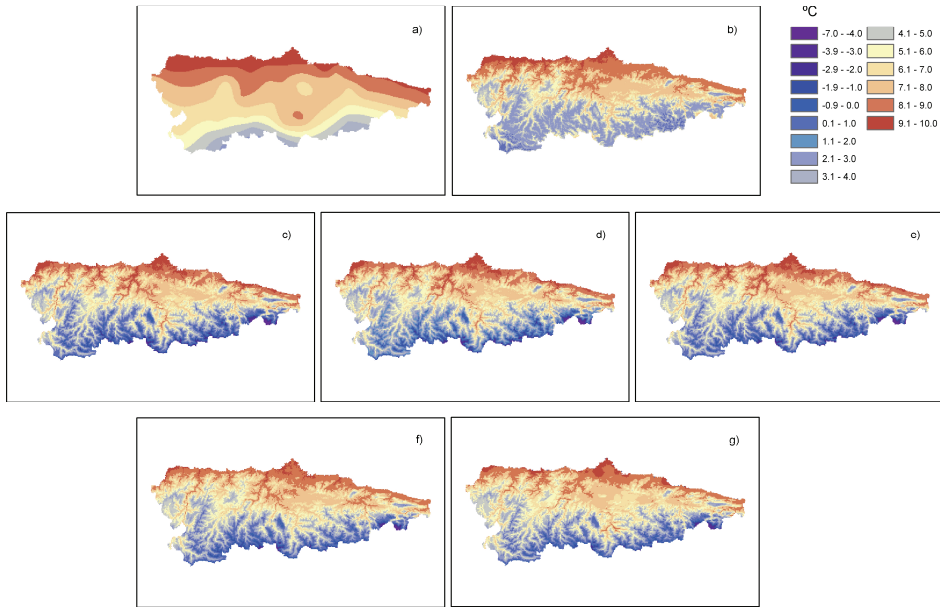 a)
b)
ºC
-7.0 - -4.0
-3.9 - -3.0
-2.9 - -2.0
-1.9 - -1.0
-0.9 - 0.0
0.1 - 1.0
1.1 - 2.0
2.1 - 3.0
3.1 - 4.0
4.1 - 5.0
5.1 - 6.0
6.1 - 7.0
7.1 - 8.0
8.1 - 9.0
9.1 - 10.0
c)
d)
e)
f)
g)